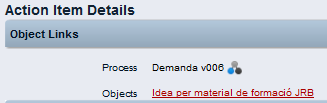 Action Item Details
Object Links
Process Demanda v006
Objects Idea per material de formació JRB